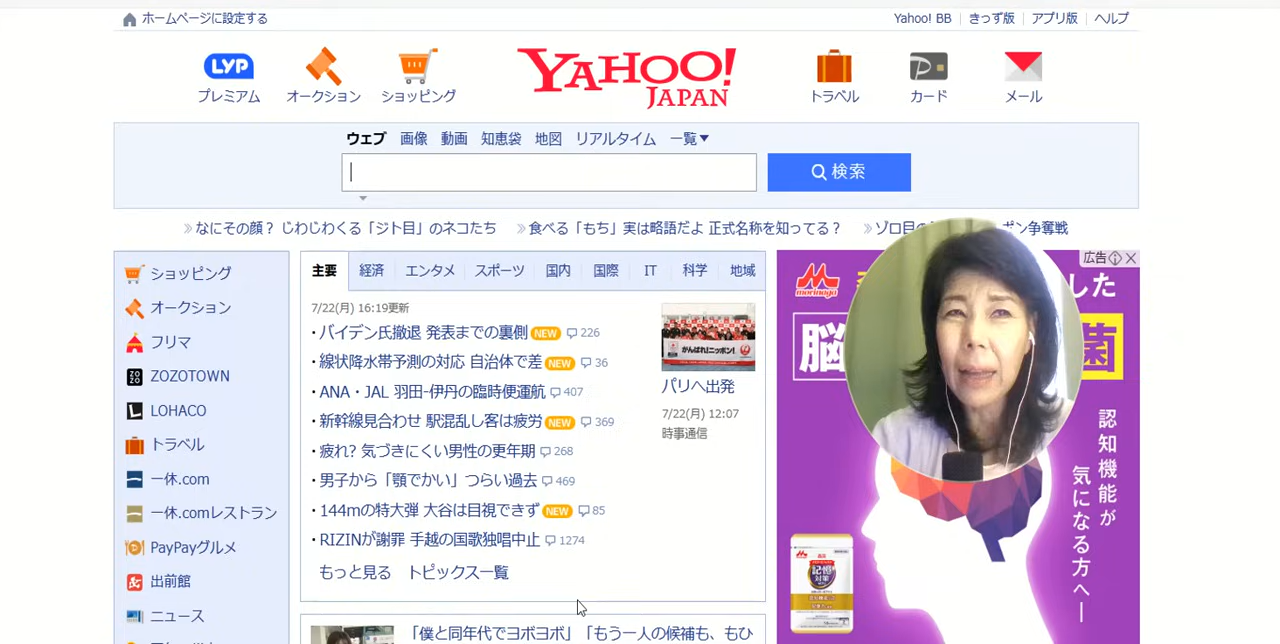 ホームページに設定する
Yahoo! BB きっず版 アプリ版 ヘルプ
LYP
プレミアム
オークション
ショッピング
YAHOO!
JAPAN
トラベル
カード
メール
ウェブ 画像 動画 知恵袋 地図 リアルタイム 一覧▼
検索
なにその顔? じわじわくる「ジト目」のネコたち
食べる「もち」実は略語だよ 正式名称を知ってる?
ゾロ目の
ポン争奪戦
ショッピング
オークション
フリマ
ZOZOTOWN
LOHACO
トラベル
一休.com
一休.comレストラン
PayPayグルメ
出前館
ニュース
主要 経済 エンタメ スポーツ 国内 国際 IT 科学 地域
7/22(月) 16:19更新
・バイデン氏撤退 発表までの裏側 NEW 226
・線状降水帯予測の対応 自治体で差 NEW 36
・ANA・JAL 羽田-伊丹の臨時便運航 407
・新幹線見合わせ 駅混乱し客は疲労 NEW 369
・疲れ? 気づきにくい男性の更年期 268
・男子から「顎でかい」つらい過去 469
・144mの特大弾 大谷は目視できず NEW 85
・RIZINが謝罪 手越の国歌独唱中止 1274
もっと見る トピックス一覧
がんばれ!ニッポン!
パリへ出発
7/22(月) 12:07
時事通信
「僕と同年代でヨボヨボ」「もう一人の候補も、もひ
広告
morinaga
した
脳
菌
認知機能が
気になる方へ―
記憶
対策